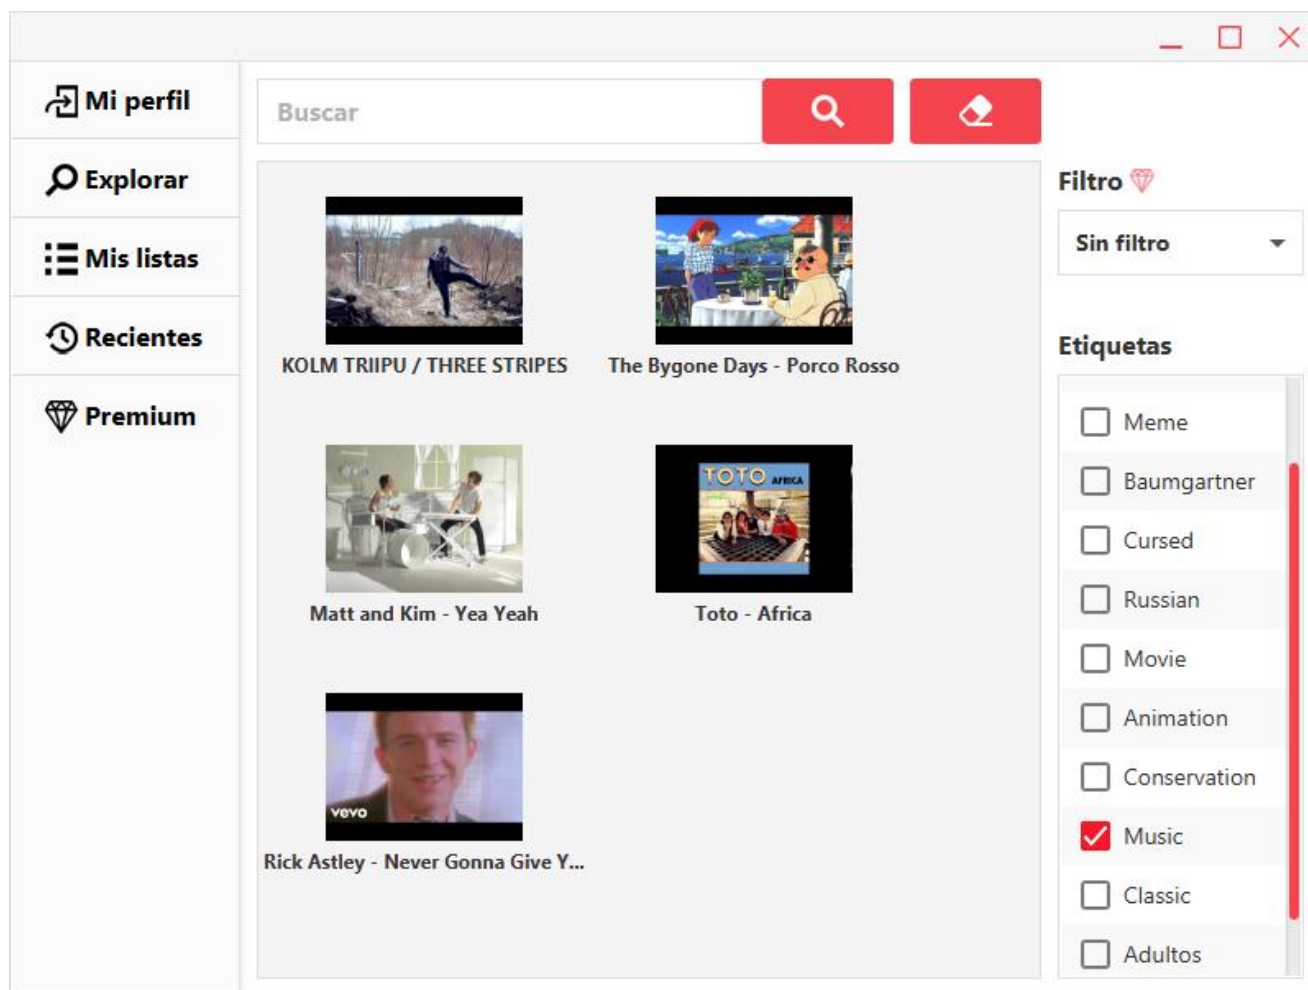 Mi perfil
Explorar
Mis listas
Recientes
Premium
Buscar
TOTO AFRICA
vevo
KOLM TRIIPU / THREE STRIPES
The Bygone Days - Porco Rosso
Matt and Kim - Yea Yeah
Toto - Africa
Rick Astley - Never Gonna Give Y...
Filtro
Sin filtro
Etiquetas
Meme
Baumgartner
Cursed
Russian
Movie
Animation
Conservation
Music
Classic
Adultos